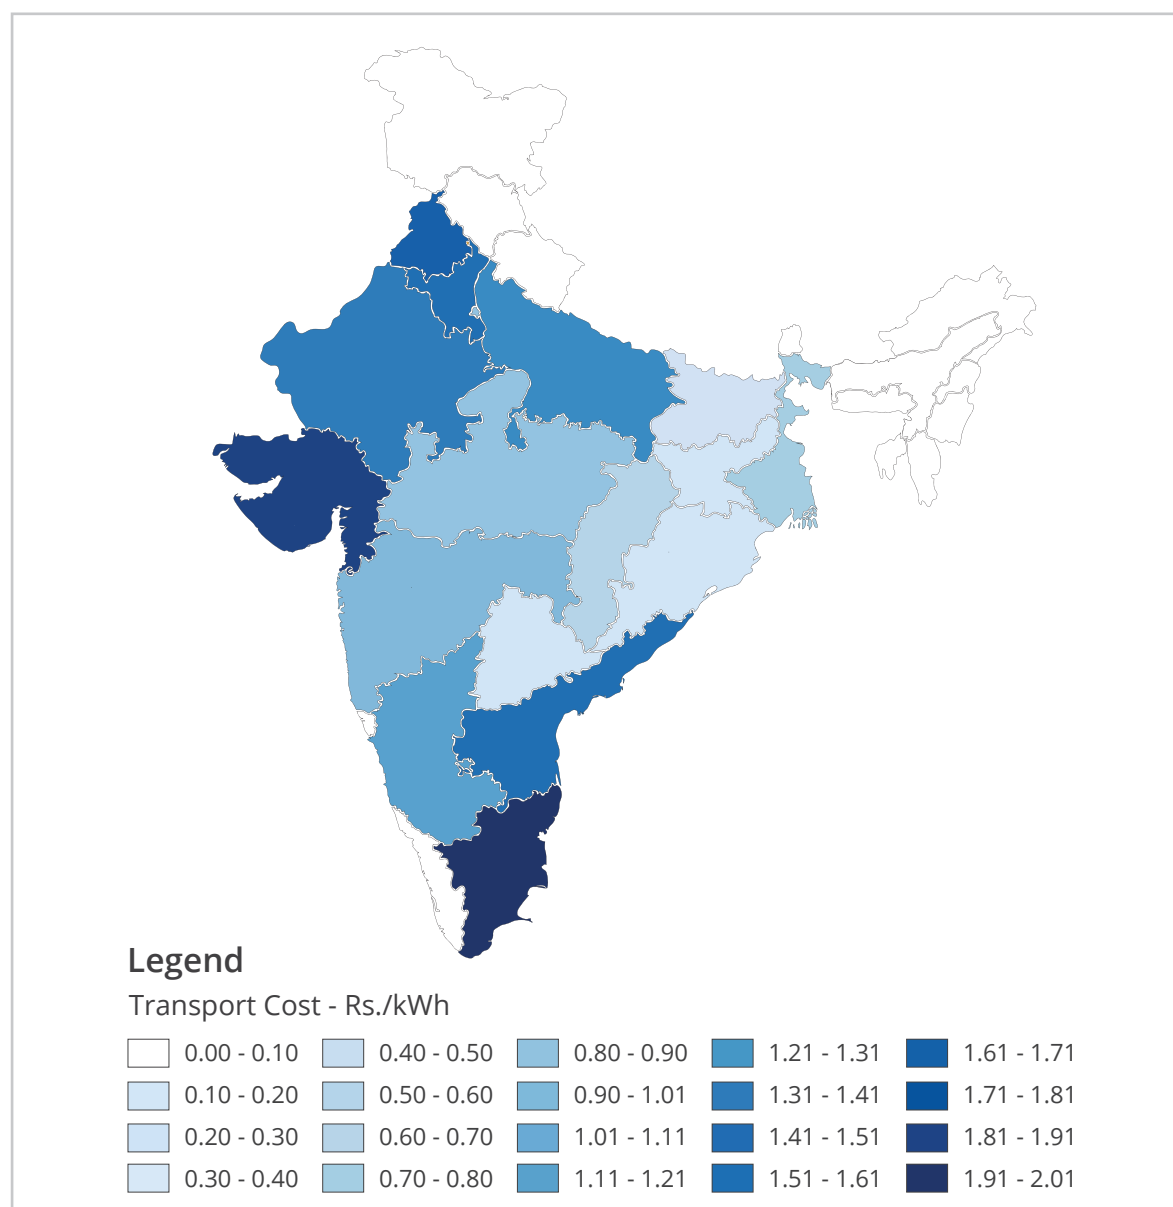 Legend
Transport Cost - Rs./kWh
0.00 - 0.10 0.40 - 0.50 0.80 - 0.90 1.21 - 1.31 1.61 - 1.71
0.10 - 0.20 0.50 - 0.60 0.90 - 1.01 1.31 - 1.41 1.71 - 1.81
0.20 - 0.30 0.60 - 0.70 1.01 - 1.11 1.41 - 1.51 1.81 - 1.91
0.30 - 0.40 0.70 - 0.80 1.11 - 1.21 1.51 - 1.61 1.91 - 2.01